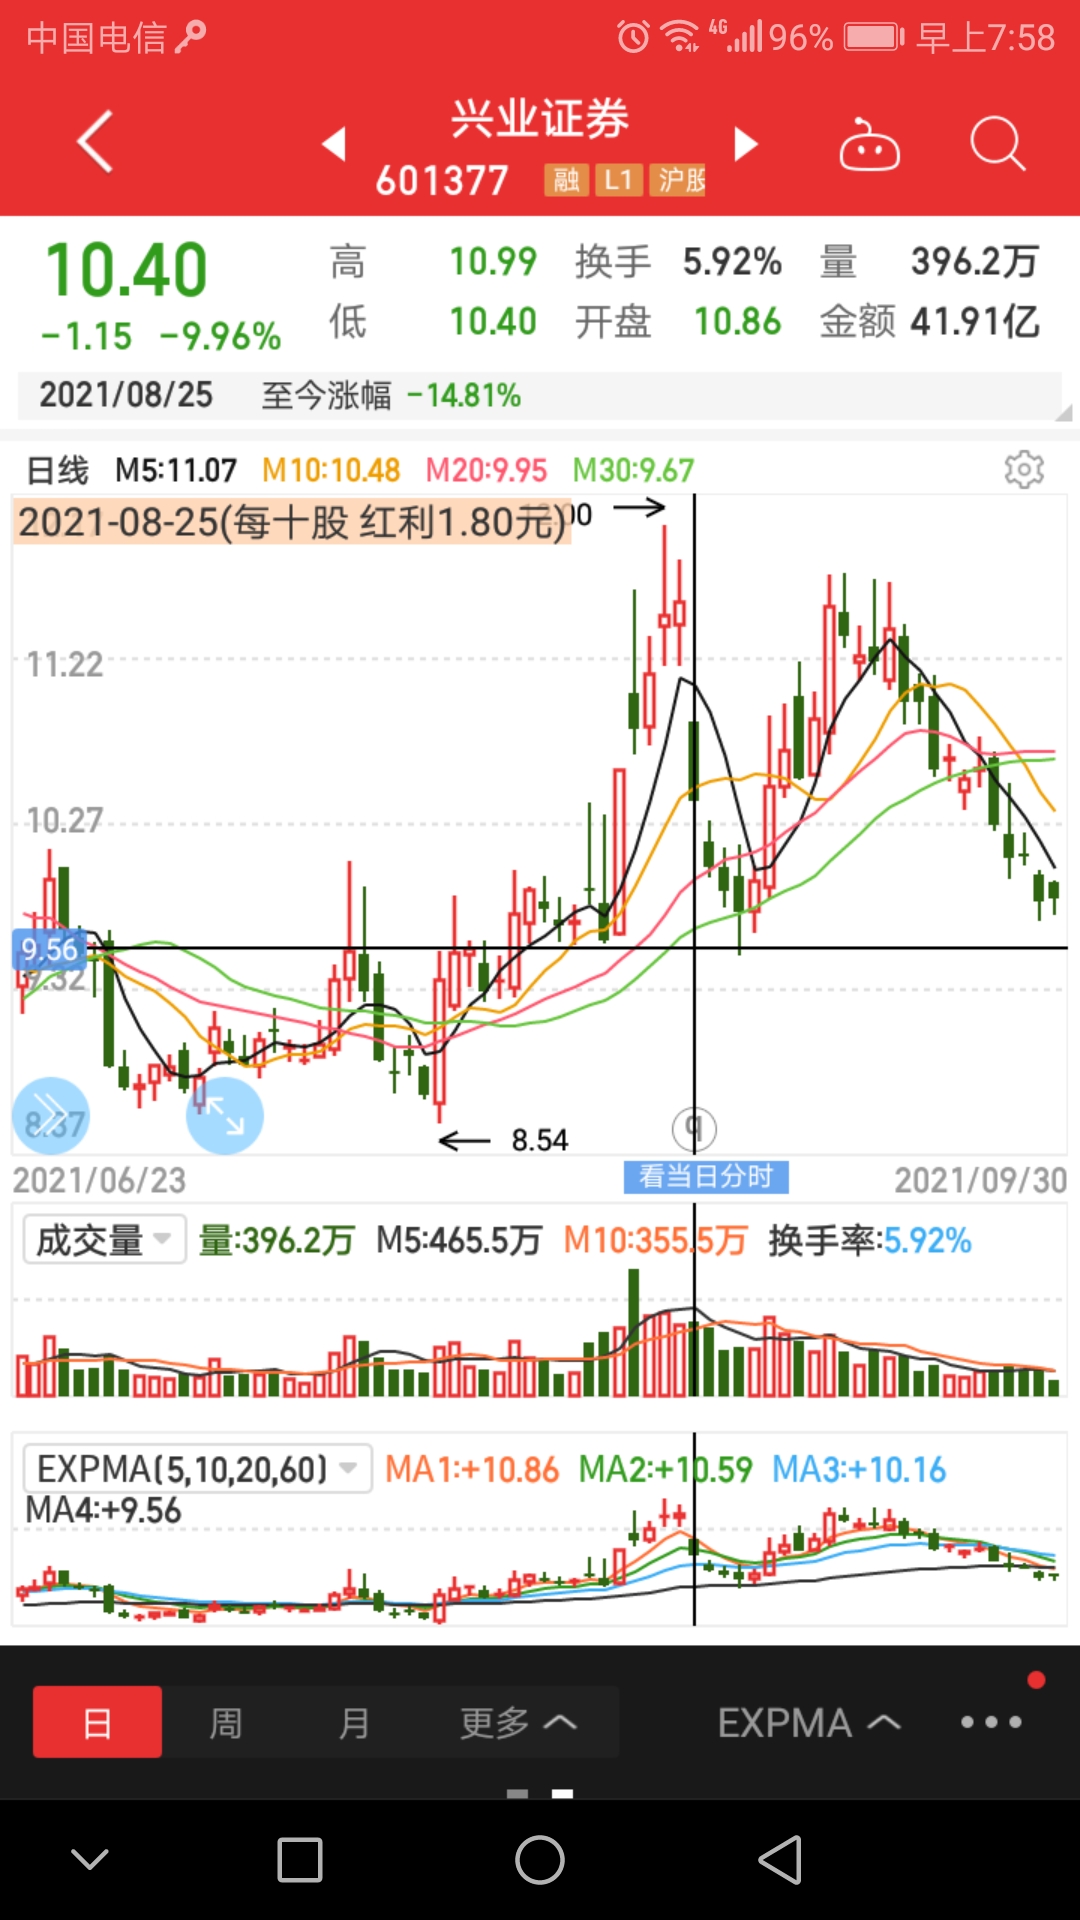 中国电信 4G 96% 早上7:58
兴业证券
601377 融 L1 沪股
10.40 高 10.99 换手 5.92% 量 396.2万
-1.15 -9.96% 低 10.40 开盘 10.86 金额 41.91亿
2021/08/25 至今涨幅 -14.81%
日线 M5:11.07 M10:10.48 M20:9.95 M30:9.67
2021-08-25(每十股 红利1.80元) 12.00
11.22
10.27
9.56
9.32
8.37
8.54
q
2021/06/23 看当日分时 2021/09/30
成交量 量:396.2万 M5:465.5万 M10:355.5万 换手率:5.92%
EXPMA(5,10,20,60) MA1:+10.86 MA2:+10.59 MA3:+10.16
MA4:+9.56
日 周 月 更多 EXPMA